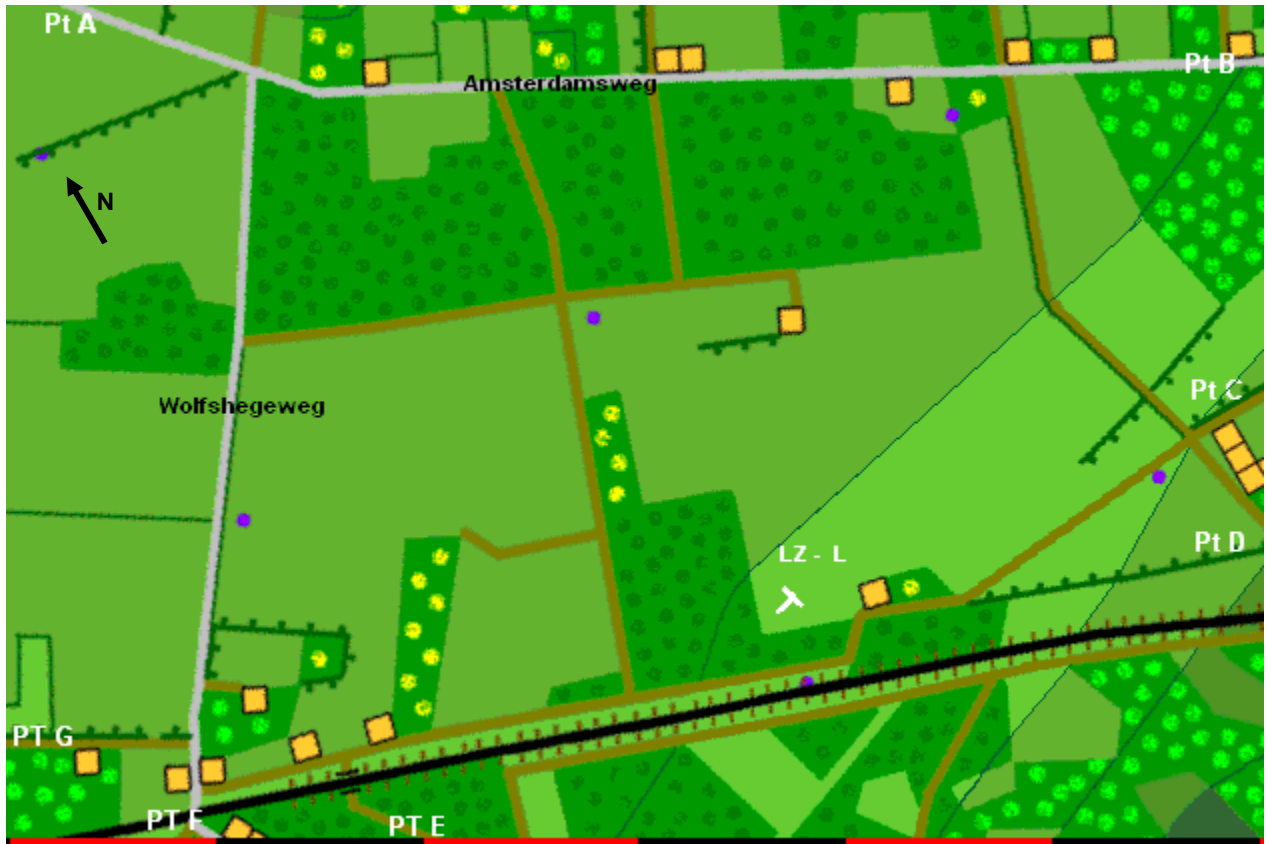 Pt A
Pt B
Amsterdamsweg
N
Pt C
Wolfshegeweg
Pt D
LZ - L
PT G
PT F
PT E